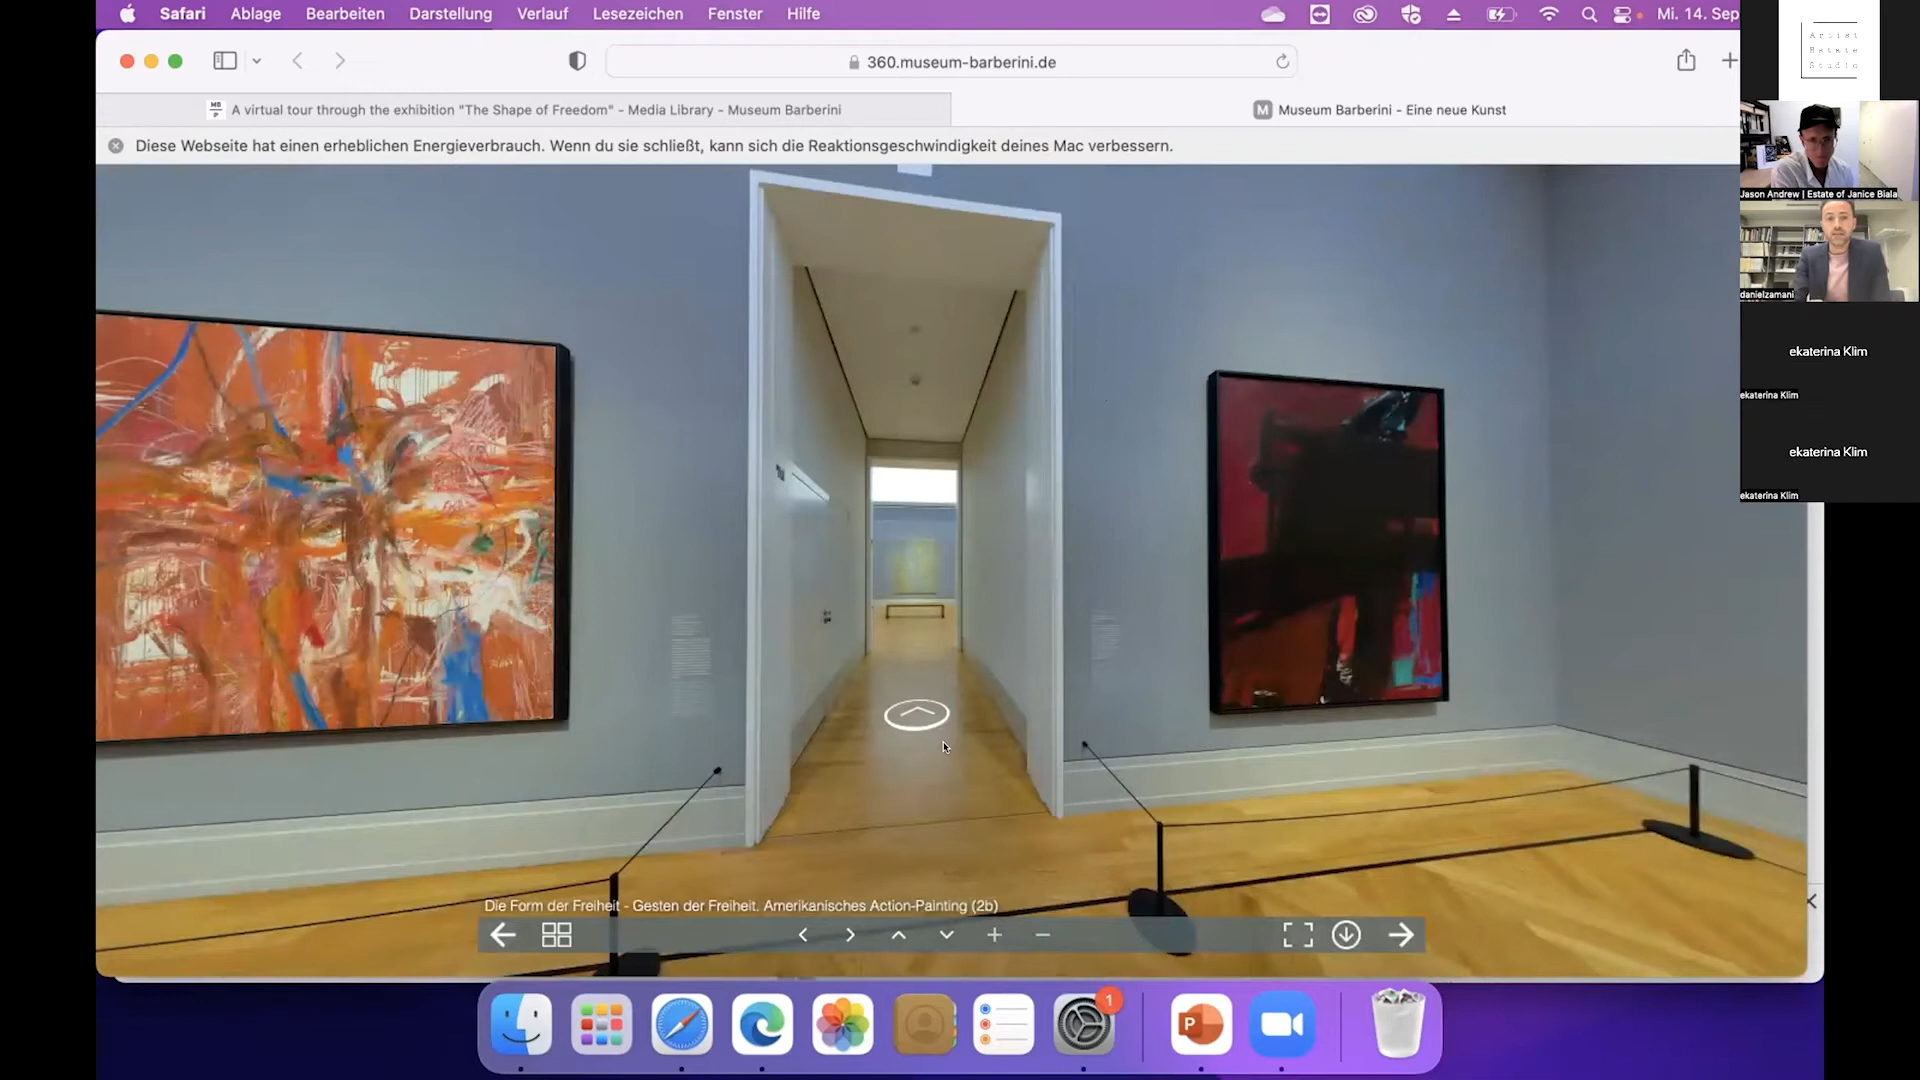 Safari Ablage Bearbeiten Darstellung Verlauf Lesezeichen Fenster Hilfe
Mi. 14. Sep
360.museum-barberini.de
MB
P
A virtual tour through the exhibition "The Shape of Freedom" - Media Library - Museum Barberini
M
Museum Barberini - Eine neue Kunst
Diese Webseite hat einen erheblichen Energieverbrauch. Wenn du sie schließt, kann sich die Reaktionsgeschwindigkeit deines Mac verbessern.
Die Form der Freiheit - Gesten der Freiheit. Amerikanisches Action-Painting (2b)
1
P
Artist
Estate
Studio
Jason Andrew | Estate of Janice Biala
danielzamani
ekaterina Klim
ekaterina Klim
ekaterina Klim
ekaterina Klim